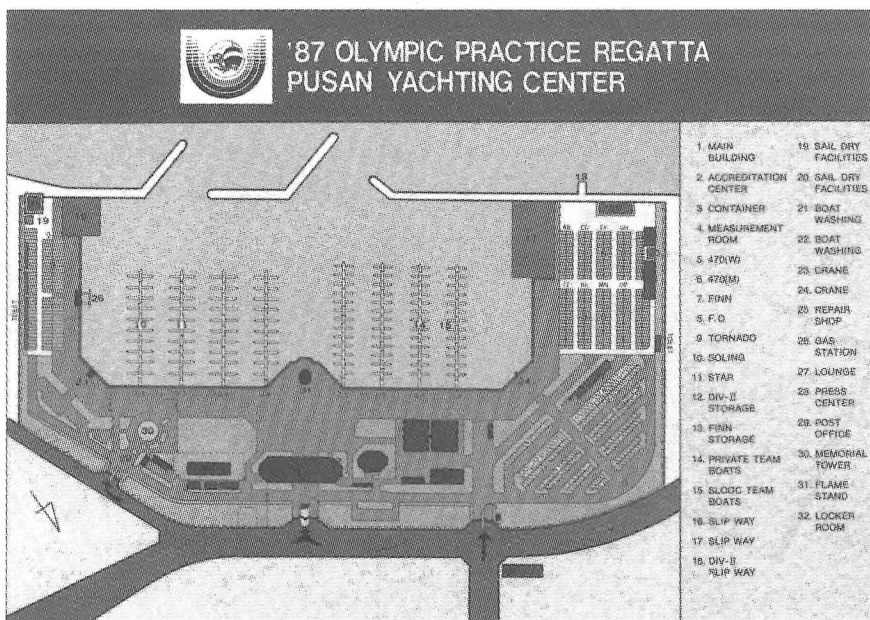 '87 OLYMPIC PRACTICE REGATTA
PUSAN YACHTING CENTER
1. MAIN
BUILDING
2. ACCREDITATION
CENTER
3. CONTAINER
4. MEASUREMENT
ROOM
5. 470(W)
6. 470(M)
7. FINN
8. F.D
9. TORNADO
10. SOLING
11. STAR
12. DIV-II
STORAGE
13. FINN
STORAGE
14. PRIVATE TEAM
BOATS
15. SLOOC TEAM
BOATS
16. SLIP WAY
17. SLIP WAY
18. DIV-II
SLIP WAY
19. SAIL DRY
FACILITIES
20. SAIL DRY
FACILITIES
21. BOAT
WASHING
22. BOAT
WASHING
23. CRANE
24. CRANE
25. REPAIR
SHOP
26. GAS
STATION
27. LOUNGE
28. PRESS
CENTER
29. POST
OFFICE
30. MEMORIAL
TOWER
31. FLAME
STAND
32. LOCKER
ROOM
18
19
26
30